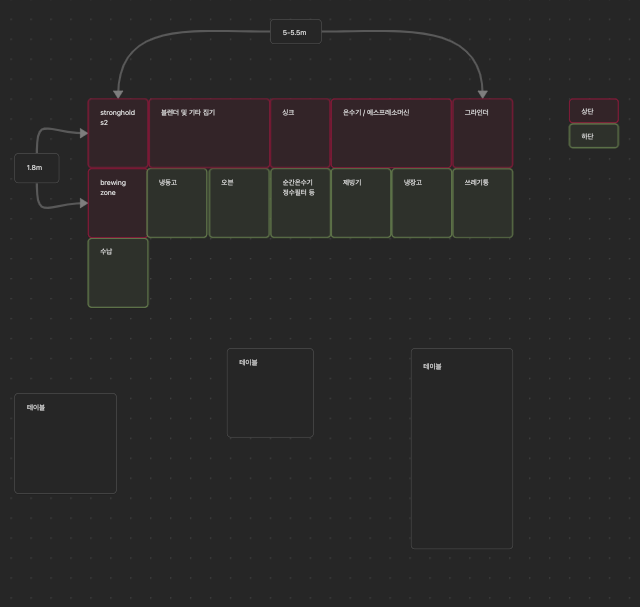 5-5.5m
stronghold
s2
블렌더 및 기타 집기
싱크
온수기 / 에스프레소머신
그라인더
상단
하단
1.8m
brewing
zone
냉동고
오븐
순간온수기
정수필터 등
제빙기
냉장고
쓰레기통
수납
테이블
테이블
테이블